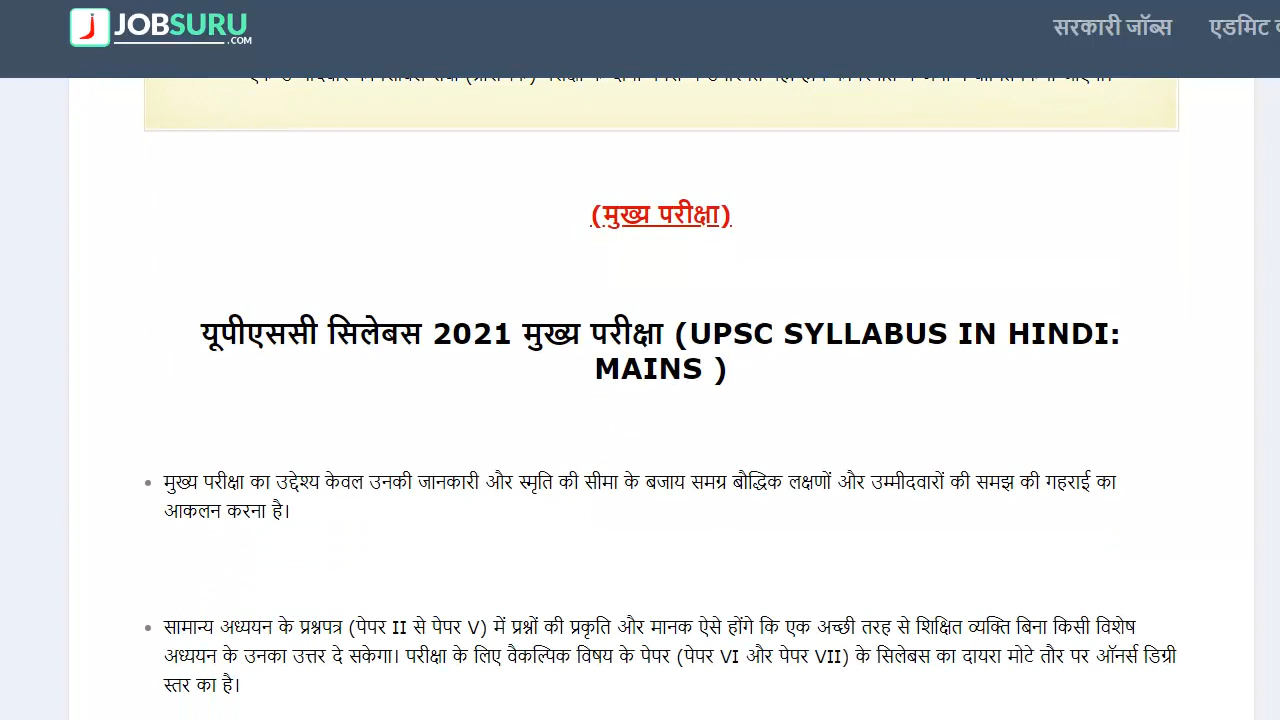 JOBSURU
.COM
सरकारी जॉब्स
एडमिट
(मुख्य परीक्षा)
यूपीएससी सिलेबस 2021 मुख्य परीक्षा (UPSC SYLLABUS IN HINDI:
MAINS )
मुख्य परीक्षा का उद्देश्य केवल उनकी जानकारी और स्मृति की सीमा के बजाय समग्र बौद्धिक लक्षणों और उम्मीदवारों की समझ की गहराई का
आकलन करना है।
सामान्य अध्ययन के प्रश्नपत्र (पेपर II से पेपर V) में प्रश्नों की प्रकृति और मानक ऐसे होंगे कि एक अच्छी तरह से शिक्षित व्यक्ति बिना किसी विशेष
अध्ययन के उनका उत्तर दे सकेगा। परीक्षा के लिए वैकल्पिक विषय के पेपर (पेपर VI और पेपर VII) के सिलेबस का दायरा मोटे तौर पर ऑनर्स डिग्री
स्तर का है।